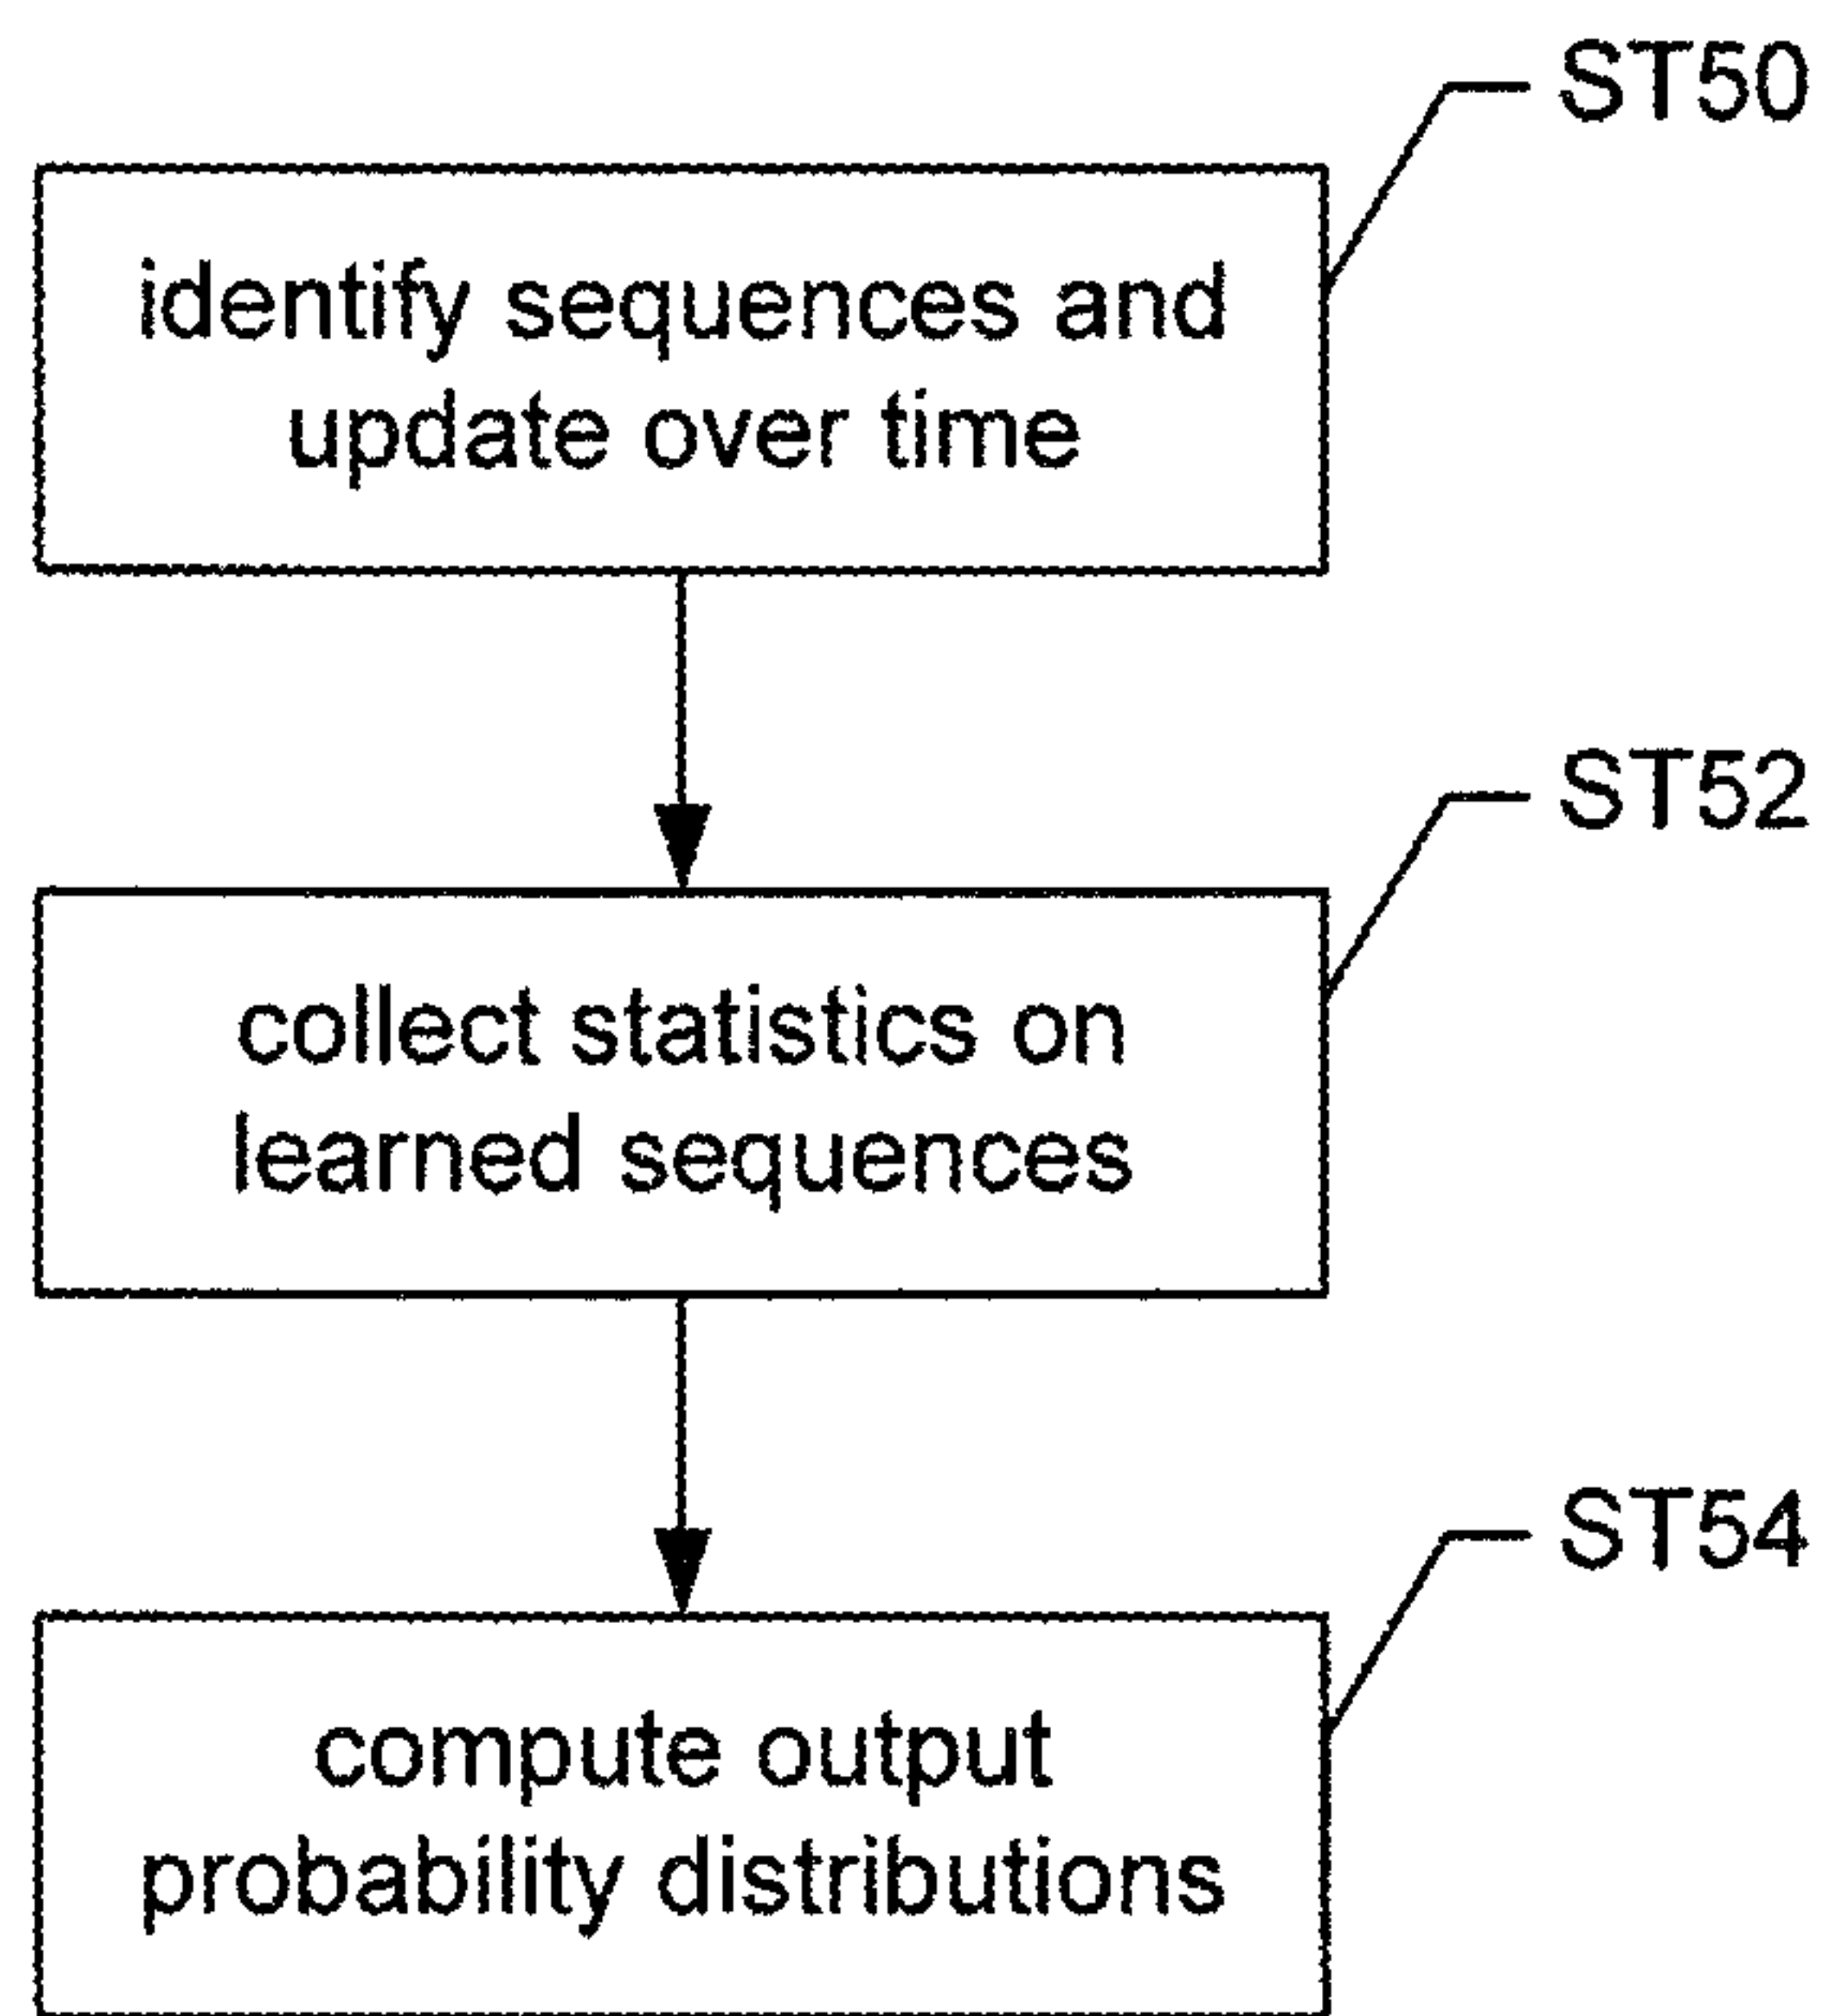 ST50
identify sequences and
update over time
ST52
collect statistics on
learned sequences
ST54
compute output
probability distributions